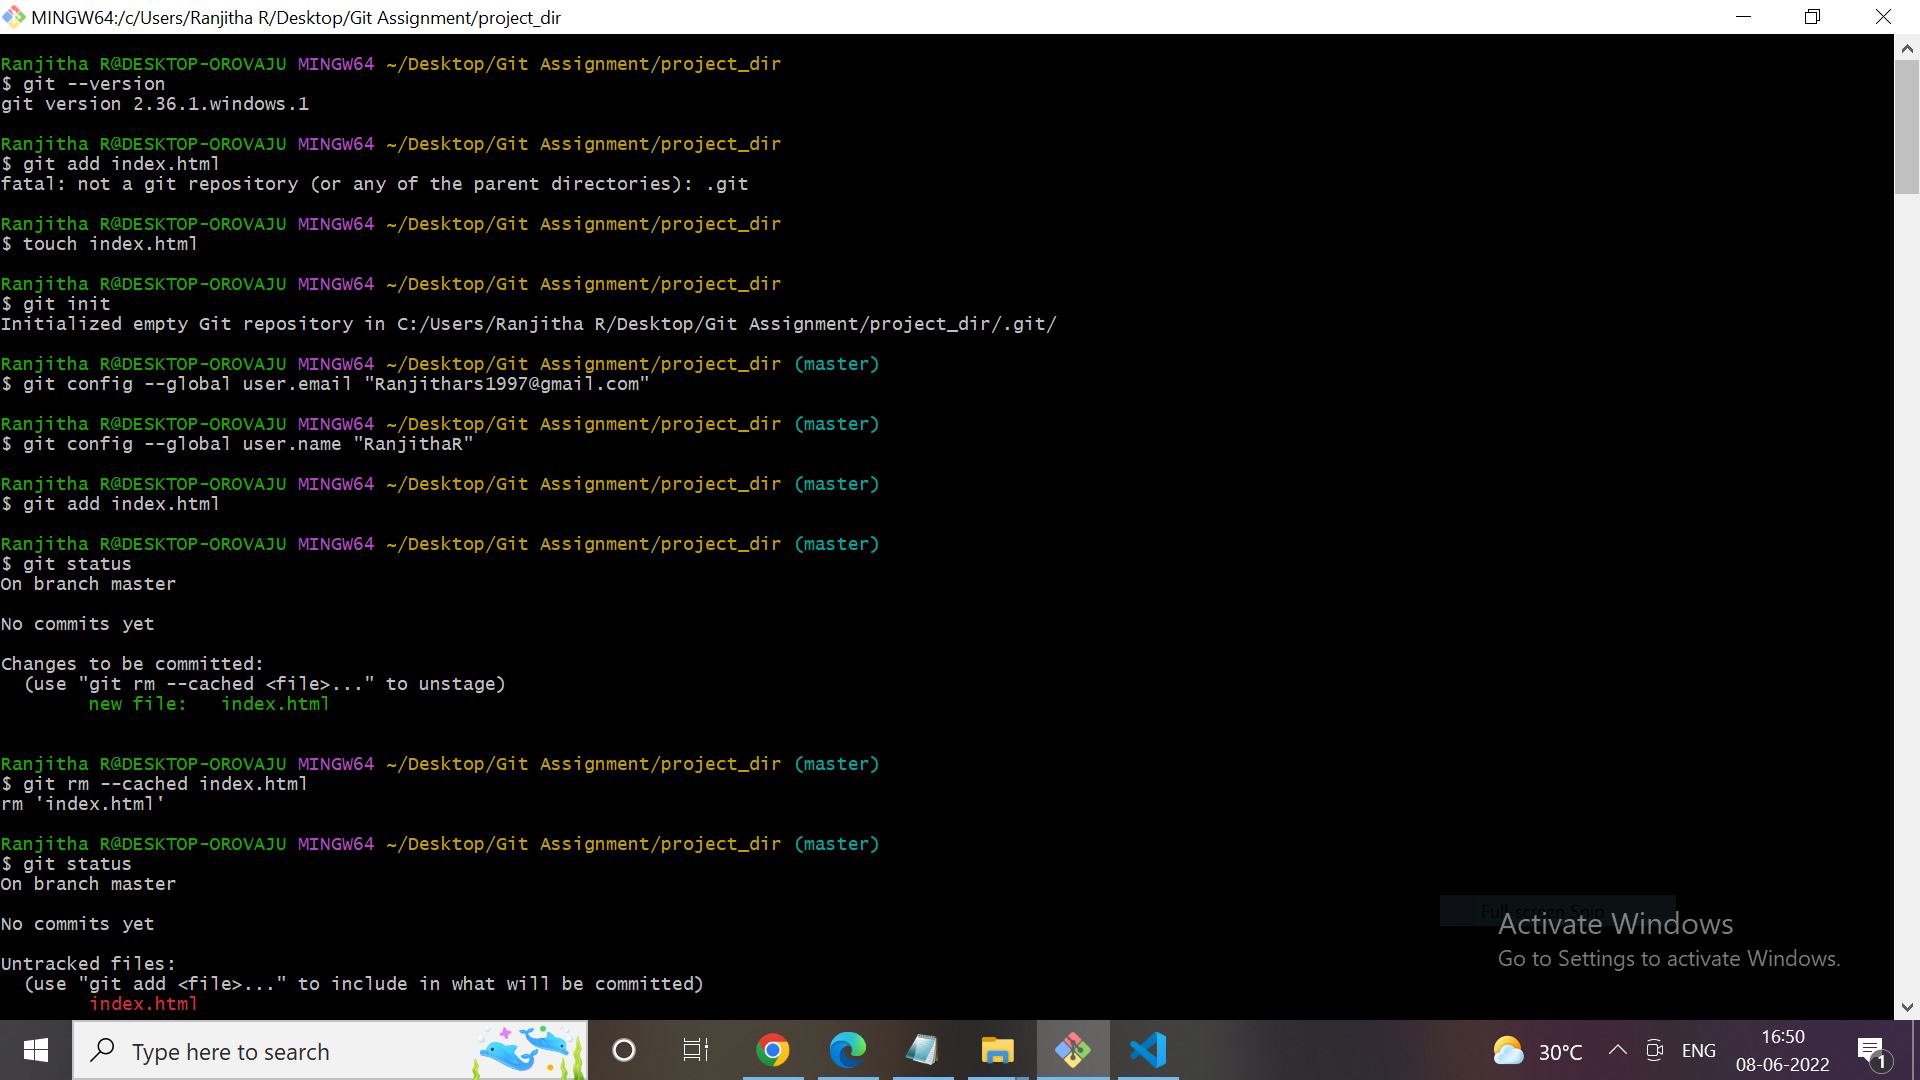 MINGW64:/c/Users/Ranjitha R/Desktop/Git Assignment/project_dir
Ranjitha R@DESKTOP-OROVAJU MINGW64 ~/Desktop/Git Assignment/project_dir
$ git --version
git version 2.36.1.windows.1
Ranjitha R@DESKTOP-OROVAJU MINGW64 ~/Desktop/Git Assignment/project_dir
$ git add index.html
fatal: not a git repository (or any of the parent directories): .git
Ranjitha R@DESKTOP-OROVAJU MINGW64 ~/Desktop/Git Assignment/project_dir
$ touch index.html
Ranjitha R@DESKTOP-OROVAJU MINGW64 ~/Desktop/Git Assignment/project_dir
$ git init
Initialized empty Git repository in C:/Users/Ranjitha R/Desktop/Git Assignment/project_dir/.git/
Ranjitha R@DESKTOP-OROVAJU MINGW64 ~/Desktop/Git Assignment/project_dir (master)
$ git config --global user.email "Ranjithars1997@gmail.com"
Ranjitha R@DESKTOP-OROVAJU MINGW64 ~/Desktop/Git Assignment/project_dir (master)
$ git config --global user.name "RanjithaR"
Ranjitha R@DESKTOP-OROVAJU MINGW64 ~/Desktop/Git Assignment/project_dir (master)
$ git add index.html
Ranjitha R@DESKTOP-OROVAJU MINGW64 ~/Desktop/Git Assignment/project_dir (master)
$ git status
On branch master
No commits yet
Changes to be committed:
(use "git rm --cached <file>..." to unstage)
new file: index.html
Ranjitha R@DESKTOP-OROVAJU MINGW64 ~/Desktop/Git Assignment/project_dir (master)
$ git rm --cached index.html
rm 'index.html'
Ranjitha R@DESKTOP-OROVAJU MINGW64 ~/Desktop/Git Assignment/project_dir (master)
$ git status
On branch master
No commits yet
Untracked files:
(use "git add <file>..." to include in what will be committed)
index.html
Full-screen Snip
Activate Windows
Go to Settings to activate Windows.
Type here to search
30°C
ENG
16:50
08-06-2022
1